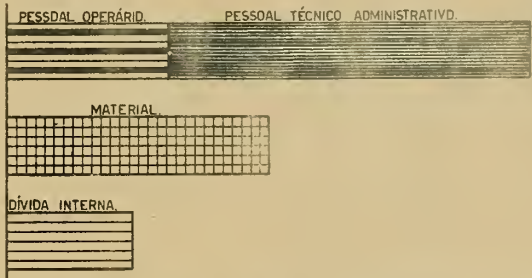 PESSOAL OPERÁRIO.
PESSOAL TÉCNICO ADMINISTRATIVO.
MATERIAL.
DÍVIDA INTERNA.